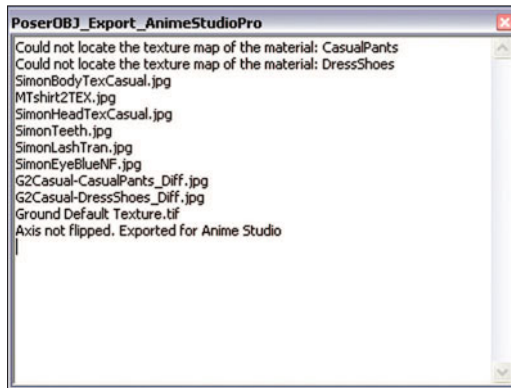 PoserOBJ_Export_AnimeStudioPro
Could not locate the texture map of the material: CasualPants
Could not locate the texture map of the material: DressShoes
SimonBodyTexCasual.jpg
MTshirt2TEX.jpg
SimonHeadTexCasual.jpg
SimonTeeth.jpg
SimonLashTran.jpg
SimonEyeBlueNF.jpg
G2Casual-CasualPants_Diff.jpg
G2Casual-DressShoes_Diff.jpg
Ground Default Texture.tif
Axis not flipped. Exported for Anime Studio